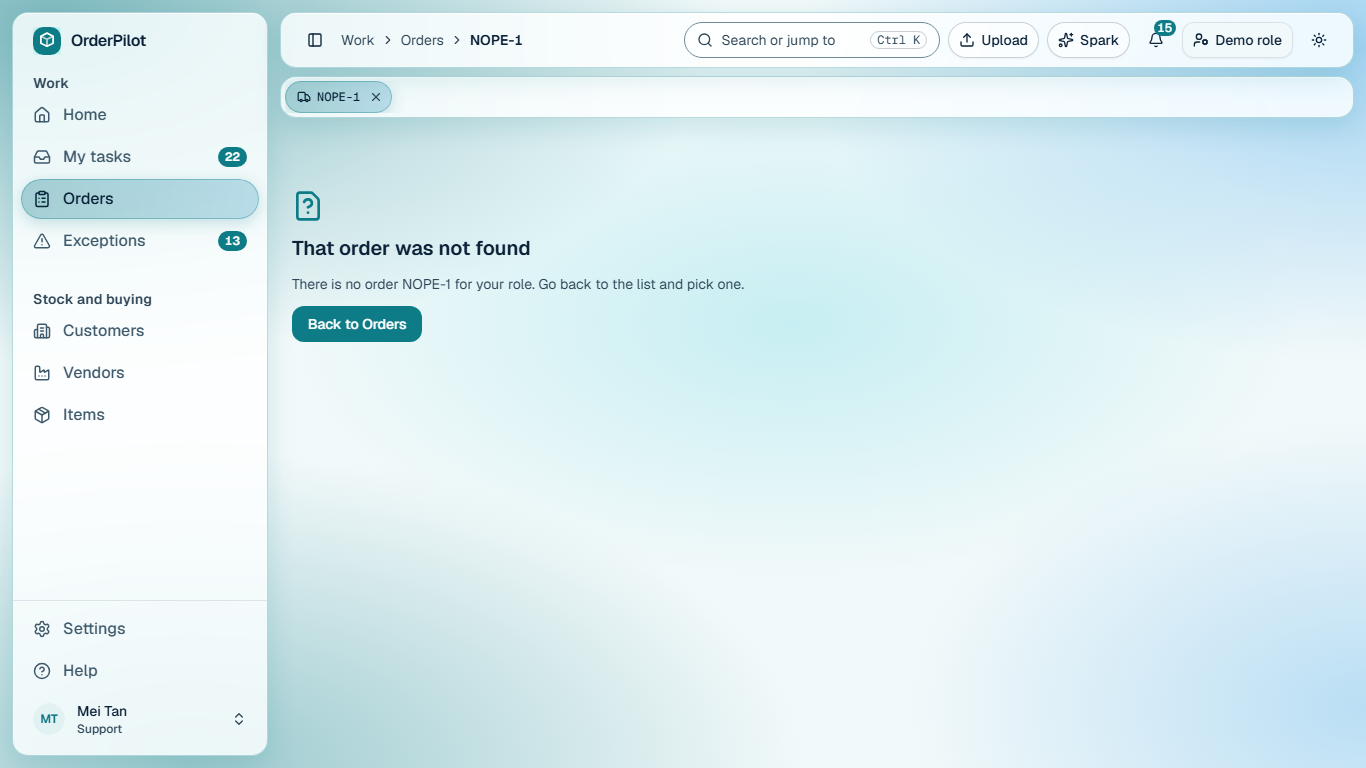 OrderPilot
Work
Home
My tasks 22
Orders
Exceptions 13
Stock and buying
Customers
Vendors
Items
Settings
Help
MT
Mei Tan
Support
Work > Orders > NOPE-1
Search or jump to Ctrl K
Upload
Spark
15
Demo role
NOPE-1
That order was not found
There is no order NOPE-1 for your role. Go back to the list and pick one.
Back to Orders